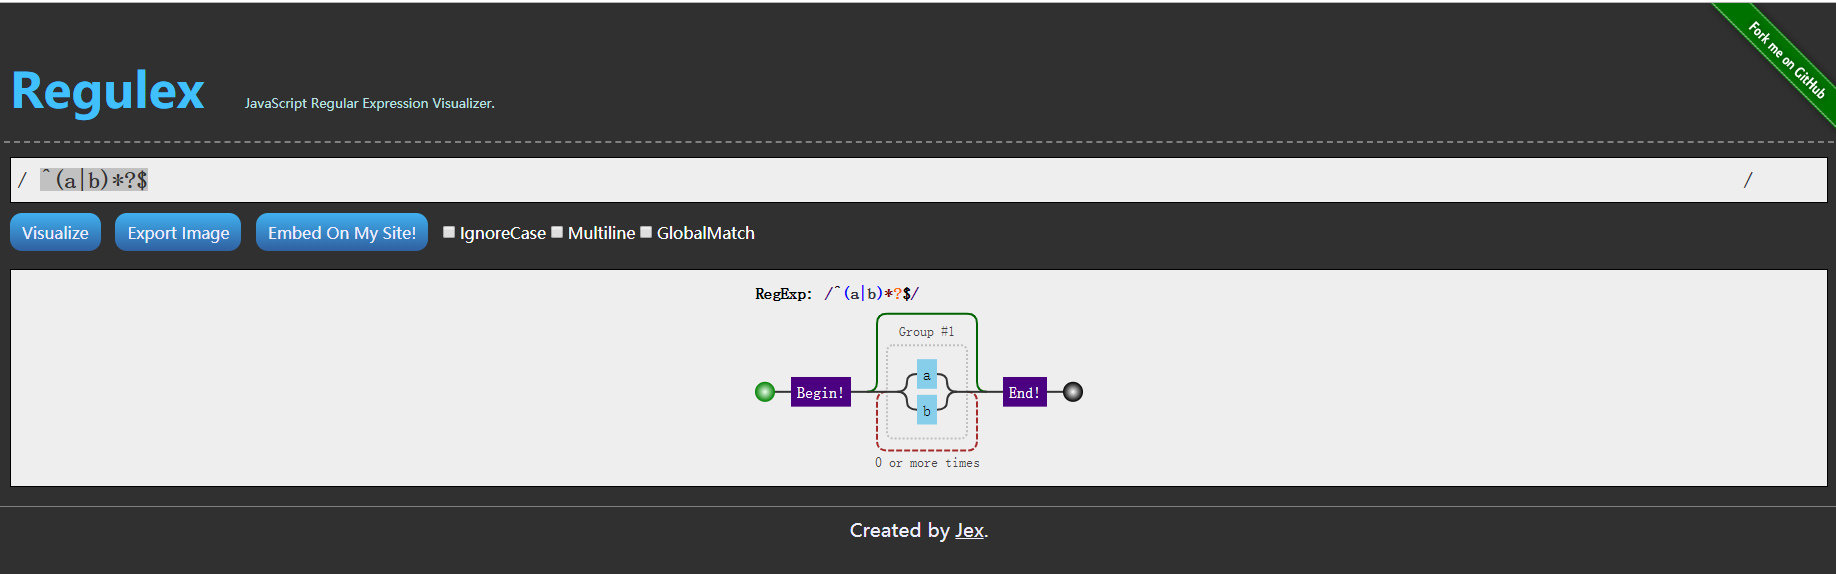 Fork me on GitHub
Regulex JavaScript Regular Expression Visualizer.
/ ^(a|b)*?$ /
Visualize Export Image Embed On My Site! IgnoreCase Multiline GlobalMatch
RegExp: /^(a|b)*?$/
Group #1
a
Begin! End!
b
0 or more times
Created by Jex.